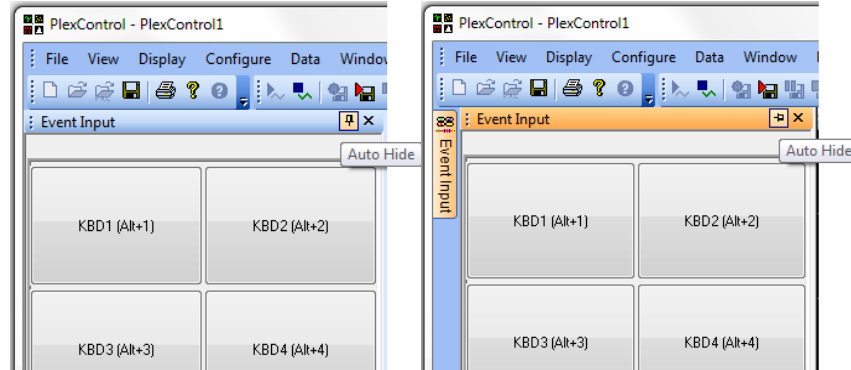 PlexControl - PlexControl1
File View Display Configure Data Window
Event Input
Auto Hide
KBD1 (Alt+1) KBD2 (Alt+2)
KBD3 (Alt+3) KBD4 (Alt+4)
PlexControl - PlexControl1
File View Display Configure Data Window
Event Input
Event Input
Auto Hide
KBD1 (Alt+1) KBD2 (Alt+2)
KBD3 (Alt+3) KBD4 (Alt+4)